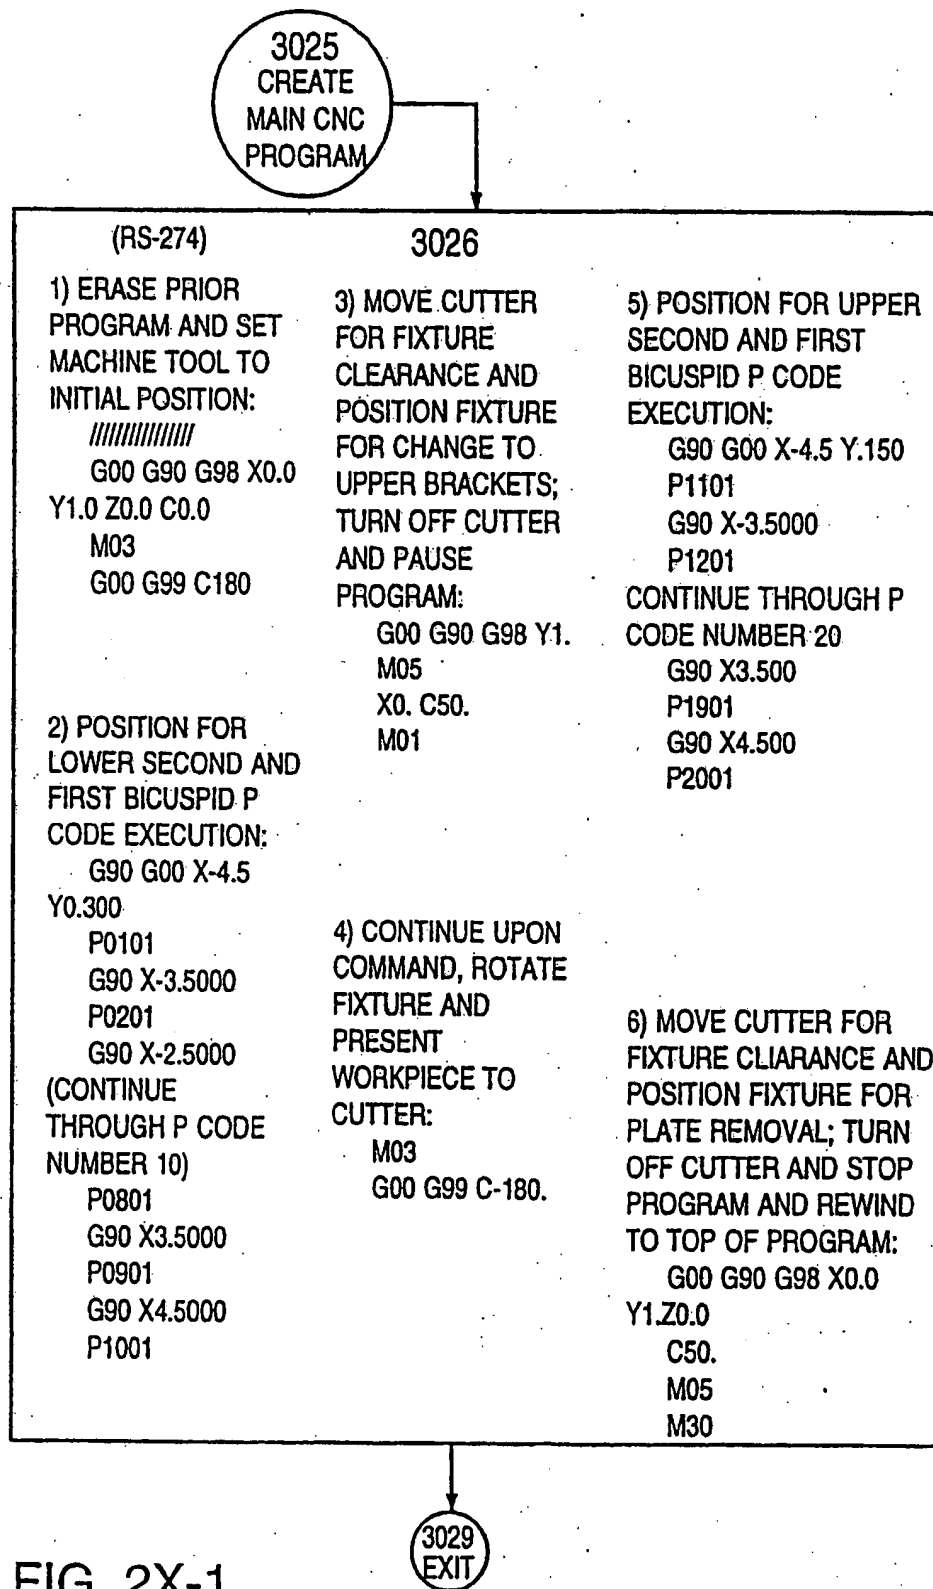 3025
CREATE
MAIN CNC
PROGRAM
(RS-274)
3026
1) ERASE PRIOR
PROGRAM AND SET
MACHINE TOOL TO
INITIAL POSITION:
////////////////
G00 G90 G98 X0.0
Y1.0 Z0.0 C0.0
M03
G00 G99 C180
2) POSITION FOR
LOWER SECOND AND
FIRST BICUSPID P
CODE EXECUTION:
G90 G00 X-4.5
Y0.300
P0101
G90 X-3.5000
P0201
G90 X-2.5000
(CONTINUE
THROUGH P CODE
NUMBER 10)
P0801
G90 X3.5000
P0901
G90 X4.5000
P1001
3) MOVE CUTTER
FOR FIXTURE
CLEARANCE AND
POSITION FIXTURE
FOR CHANGE TO
UPPER BRACKETS;
TURN OFF CUTTER
AND PAUSE
PROGRAM:
G00 G90 G98 Y1.
M05
X0. C50.
M01
4) CONTINUE UPON
COMMAND, ROTATE
FIXTURE AND
PRESENT
WORKPIECE TO
CUTTER:
M03
G00 G99 C-180.
5) POSITION FOR UPPER
SECOND AND FIRST
BICUSPID P CODE
EXECUTION:
G90 G00 X-4.5 Y.150
P1101
G90 X-3.5000
P1201
CONTINUE THROUGH P
CODE NUMBER 20
G90 X3.500
P1901
G90 X4.500
P2001
6) MOVE CUTTER FOR
FIXTURE CLIARANCE AND
POSITION FIXTURE FOR
PLATE REMOVAL; TURN
OFF CUTTER AND STOP
PROGRAM AND REWIND
TO TOP OF PROGRAM:
G00 G90 G98 X0.0
Y1.Z0.0
C50.
M05
M30
3029
EXIT
FIG. 2X-1